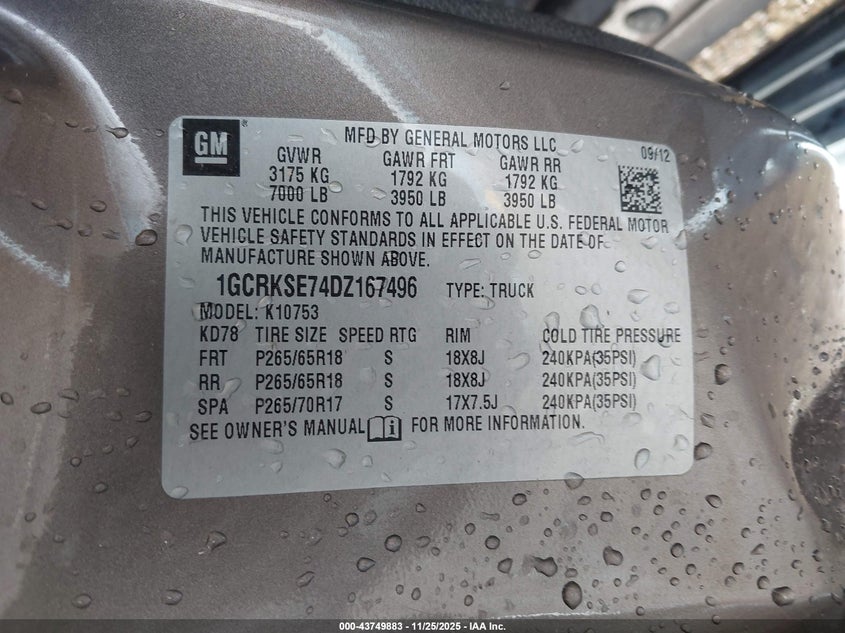 GM
MFD BY GENERAL MOTORS LLC
09/12
GVWR GAWR FRT GAWR RR
3175 KG 1792 KG 1792 KG
7000 LB 3950 LB 3950 LB
THIS VEHICLE CONFORMS TO ALL APPLICABLE U.S. FEDERAL MOTOR
VEHICLE SAFETY STANDARDS IN EFFECT ON THE DATE OF
MANUFACTURE SHOWN ABOVE.
1GCRKSE74DZ167496 TYPE: TRUCK
MODEL: K10753
KD78 TIRE SIZE SPEED RTG RIM COLD TIRE PRESSURE
FRT P265/65R18 S 18X8J 240KPA(35PSI)
RR P265/65R18 S 18X8J 240KPA(35PSI)
SPA P265/70R17 S 17X7.5J 240KPA(35PSI)
SEE OWNER'S MANUAL FOR MORE INFORMATION.
000-43749883 - 11/25/2025 - IAA Inc.